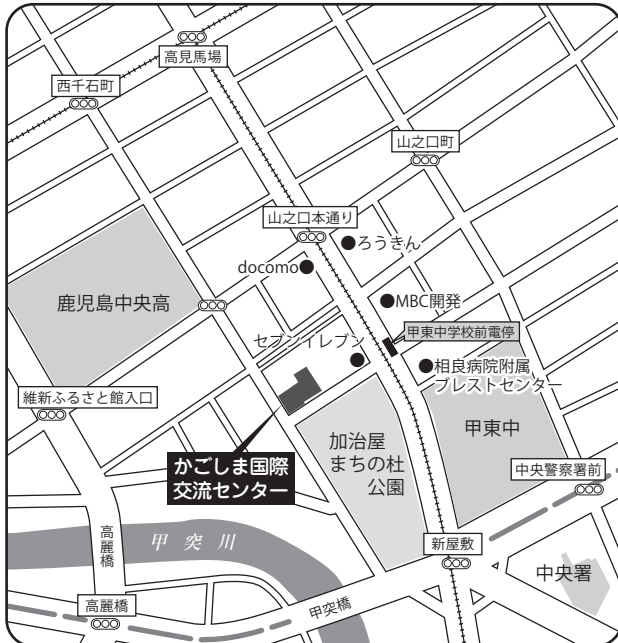 高見馬場
西千石町
山之口町
山之口本通り
ろうきん
docomo
MBC開発
鹿児島中央高
甲東中学校前電停
セブンイレブン
相良病院附属
ブレストセンター
維新ふるさと館入口
甲東中
加治屋
まちの杜
公園
かごしま国際
交流センター
中央警察署前
高麗橋
甲突川
新屋敷
中央署
高麗橋
甲突橋